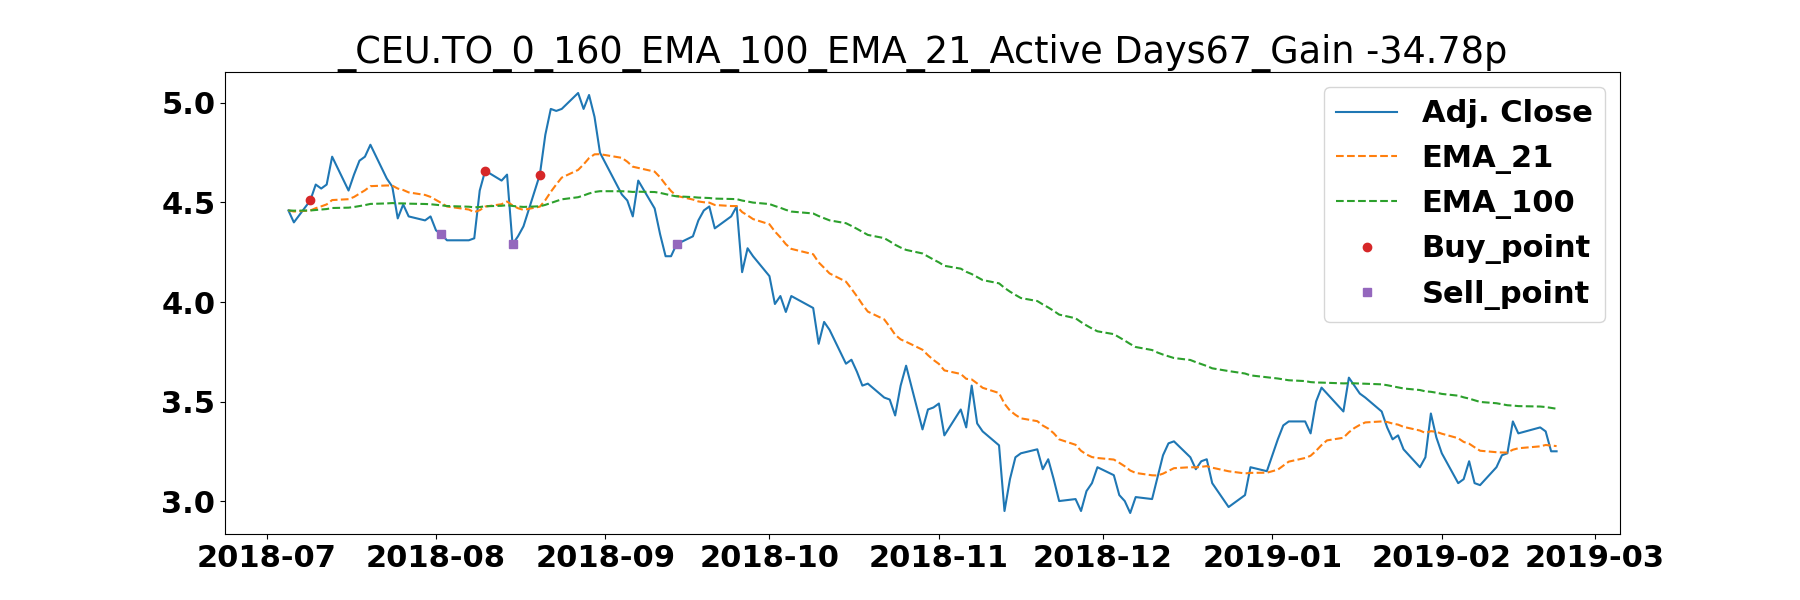 _CEU.TO_0_160_EMA_100_EMA_21_Active Days67_Gain -34.78p
5.0
4.5
4.0
3.5
3.0
Adj. Close
EMA_21
EMA_100
Buy_point
Sell_point
2018-07 2018-08 2018-09 2018-10 2018-11 2018-12 2019-01 2019-02 2019-03